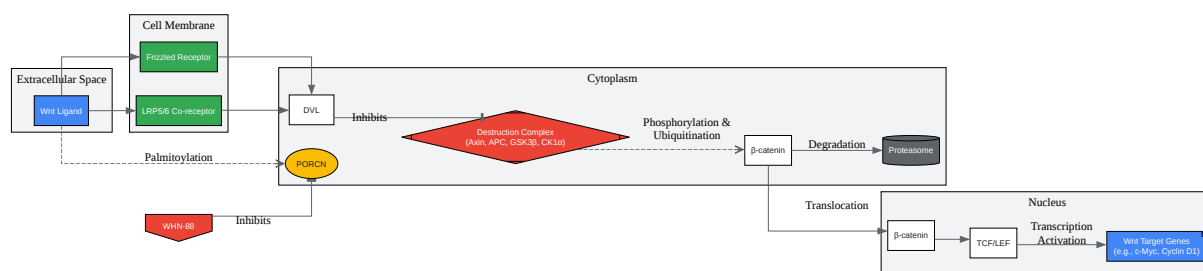 Cell Membrane
Frizzled Receptor
Extracellular Space
Wnt Ligand
LRP5/6 Co-receptor
Cytoplasm
DVL
Inhibits
Destruction Complex
(Axin, APC, GSK3β, CK1α)
Phosphorylation &
Ubiquitination
β-catenin
Degradation
Proteasome
Palmitoylation
PORCN
WHN-88
Inhibits
Translocation
Nucleus
β-catenin
TCF/LEF
Transcription
Activation
Wnt Target Genes
(e.g., c-Myc, Cyclin D1)